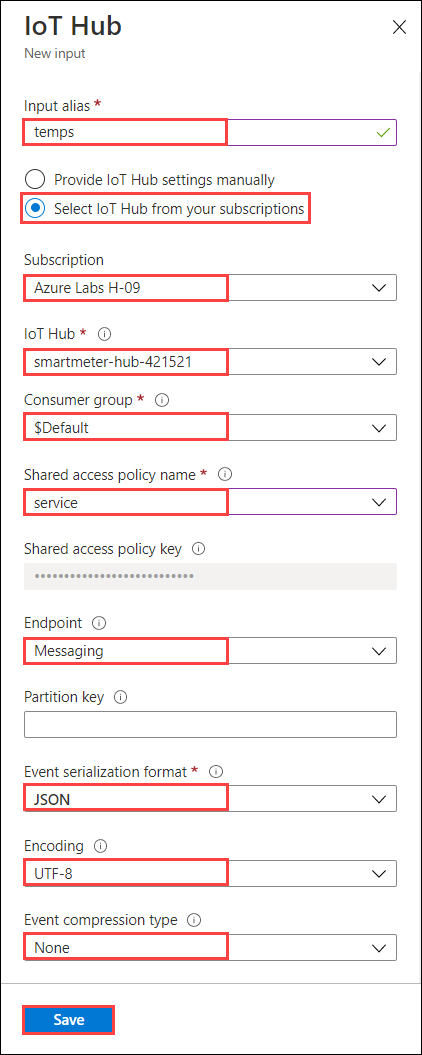 IoT Hub
New input
Input alias *
temps
Provide IoT Hub settings manually
Select IoT Hub from your subscriptions
Subscription
Azure Labs H-09
IoT Hub *
smartmeter-hub-421521
Consumer group *
$Default
Shared access policy name *
service
Shared access policy key
•••••••••••••••••••••••••••
Endpoint
Messaging
Partition key
Event serialization format *
JSON
Encoding
UTF-8
Event compression type
None
Save